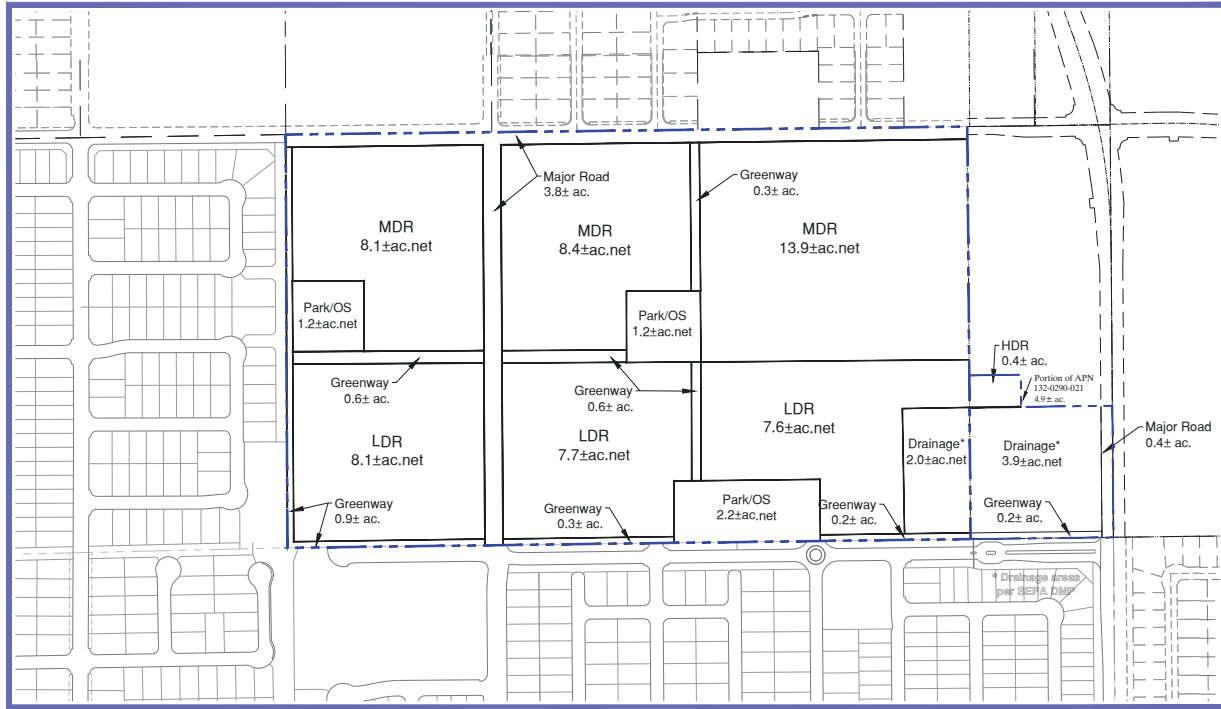 Major Road
3.8± ac.
Greenway
0.3± ac.
MDR
8.1±ac.net
MDR
8.4±ac.net
MDR
13.9±ac.net
Park/OS
1.2±ac.net
Park/OS
1.2±ac.net
HDR
0.4± ac.
Portion of APN
132-0290-021
4.9± ac.
Greenway
0.6± ac.
Greenway
0.6± ac.
LDR
8.1±ac.net
LDR
7.7±ac.net
LDR
7.6±ac.net
Drainage*
2.0±ac.net
Drainage*
3.9±ac.net
Major Road
0.4± ac.
Greenway
0.9± ac.
Greenway
0.3± ac.
Park/OS
2.2±ac.net
Greenway
0.2± ac.
Greenway
0.2± ac.
* Drainage areas
per SEPA DMP